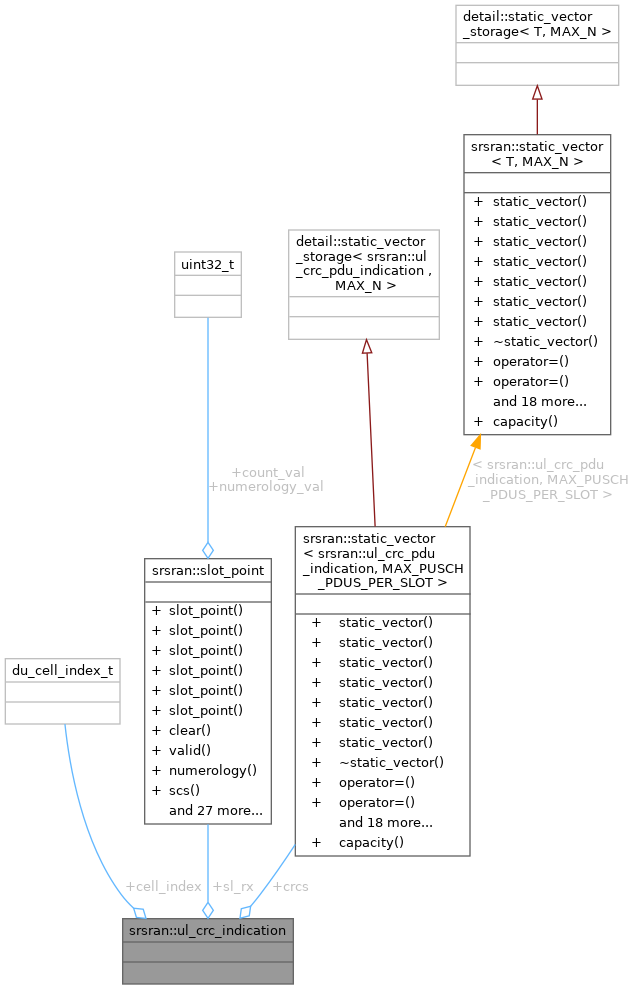 detail::static_vector
_storage< T, MAX_N >
srsran::static_vector
< T, MAX_N >
+ static_vector()
+ static_vector()
+ static_vector()
+ static_vector()
+ static_vector()
+ static_vector()
+ static_vector()
+ ~static_vector()
+ operator=()
+ operator=()
and 18 more...
+ capacity()
detail::static_vector
_storage< srsran::ul
_crc_pdu_indication ,
MAX_N >
uint32_t
< srsran::ul_crc_pdu
_indication, MAX_PUSCH
_PDUS_PER_SLOT >
+count_val
+numerology_val
srsran::static_vector
< srsran::ul_crc_pdu
_indication, MAX_PUSCH
_PDUS_PER_SLOT >
+ static_vector()
+ static_vector()
+ static_vector()
+ static_vector()
+ static_vector()
+ static_vector()
+ static_vector()
+ ~static_vector()
+ operator=()
+ operator=()
and 18 more...
+ capacity()
srsran::slot_point
+ slot_point()
+ slot_point()
+ slot_point()
+ slot_point()
+ slot_point()
+ slot_point()
+ clear()
+ valid()
+ numerology()
+ scs()
and 27 more...
du_cell_index_t
+cell_index
+sl_rx
+crcs
srsran::ul_crc_indication